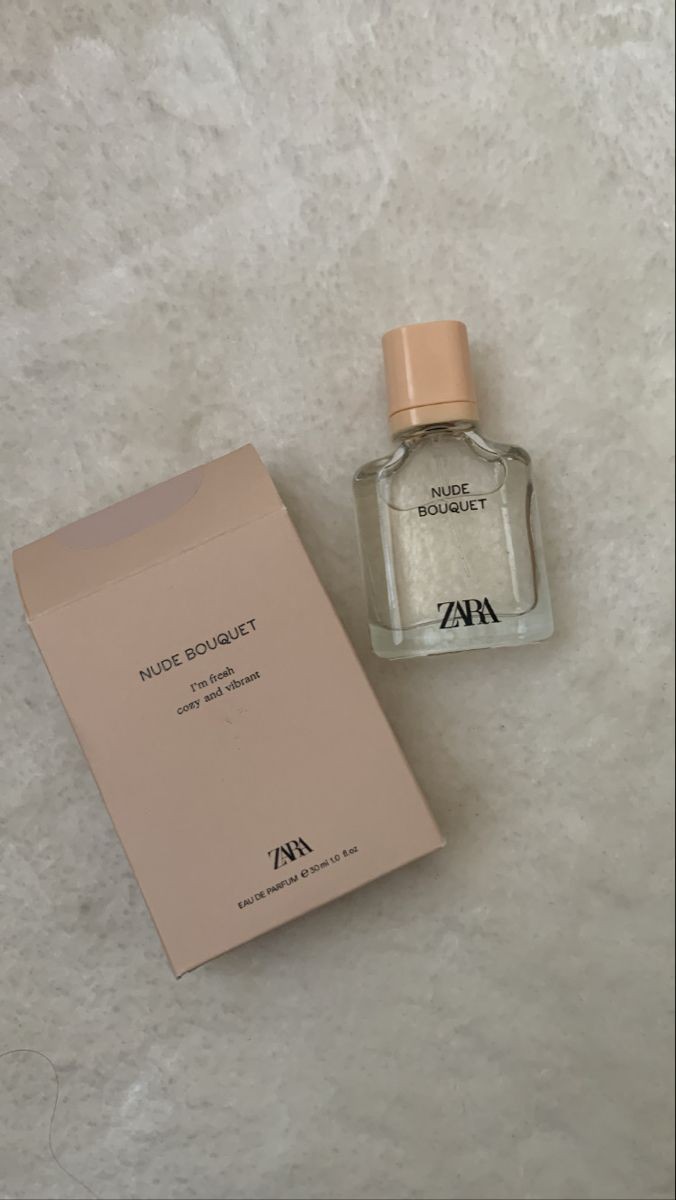 NUDE BOUQUET
I'm fresh
cozy and vibrant
ZARA
EAU DE PARFUM ℮ 30 ml 1.0 fl.oz
NUDE
BOUQUET
ZARA